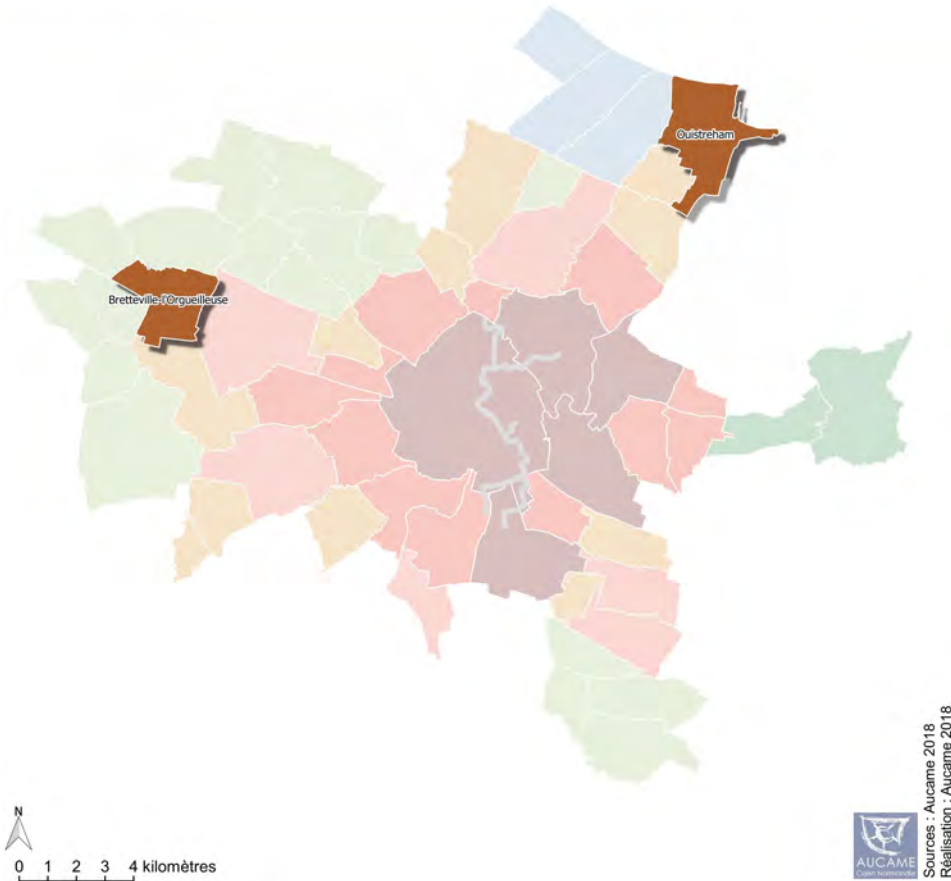 Ouistreham
Bretteville-l'Orgueilleuse
N
0 1 2 3 4 kilomètres
AUCAME
Caen Normandie
Sources : Aucame 2018
Réalisation : Aucame 2018